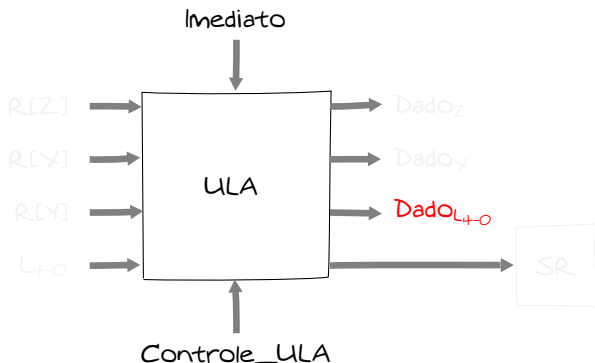 Imediato
R[Z]
DadoZ
R[X]
DadoX
ULA
R[Y]
DadoL4-0
L4-0
SR
Controle_ULA